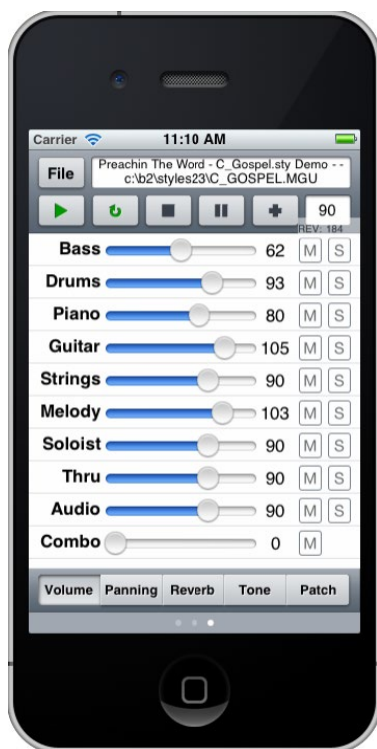 Carrier 11:10 AM
File Preachin The Word - C_Gospel.sty Demo --
c:\b2\styles23\C_GOSPEL.MGU
90
REV: 184
Bass 62 M S
Drums 93 M S
Piano 80 M S
Guitar 105 M S
Strings 90 M S
Melody 103 M S
Soloist 90 M S
Thru 90 M S
Audio 90 M S
Combo 0 M
Volume Panning Reverb Tone Patch